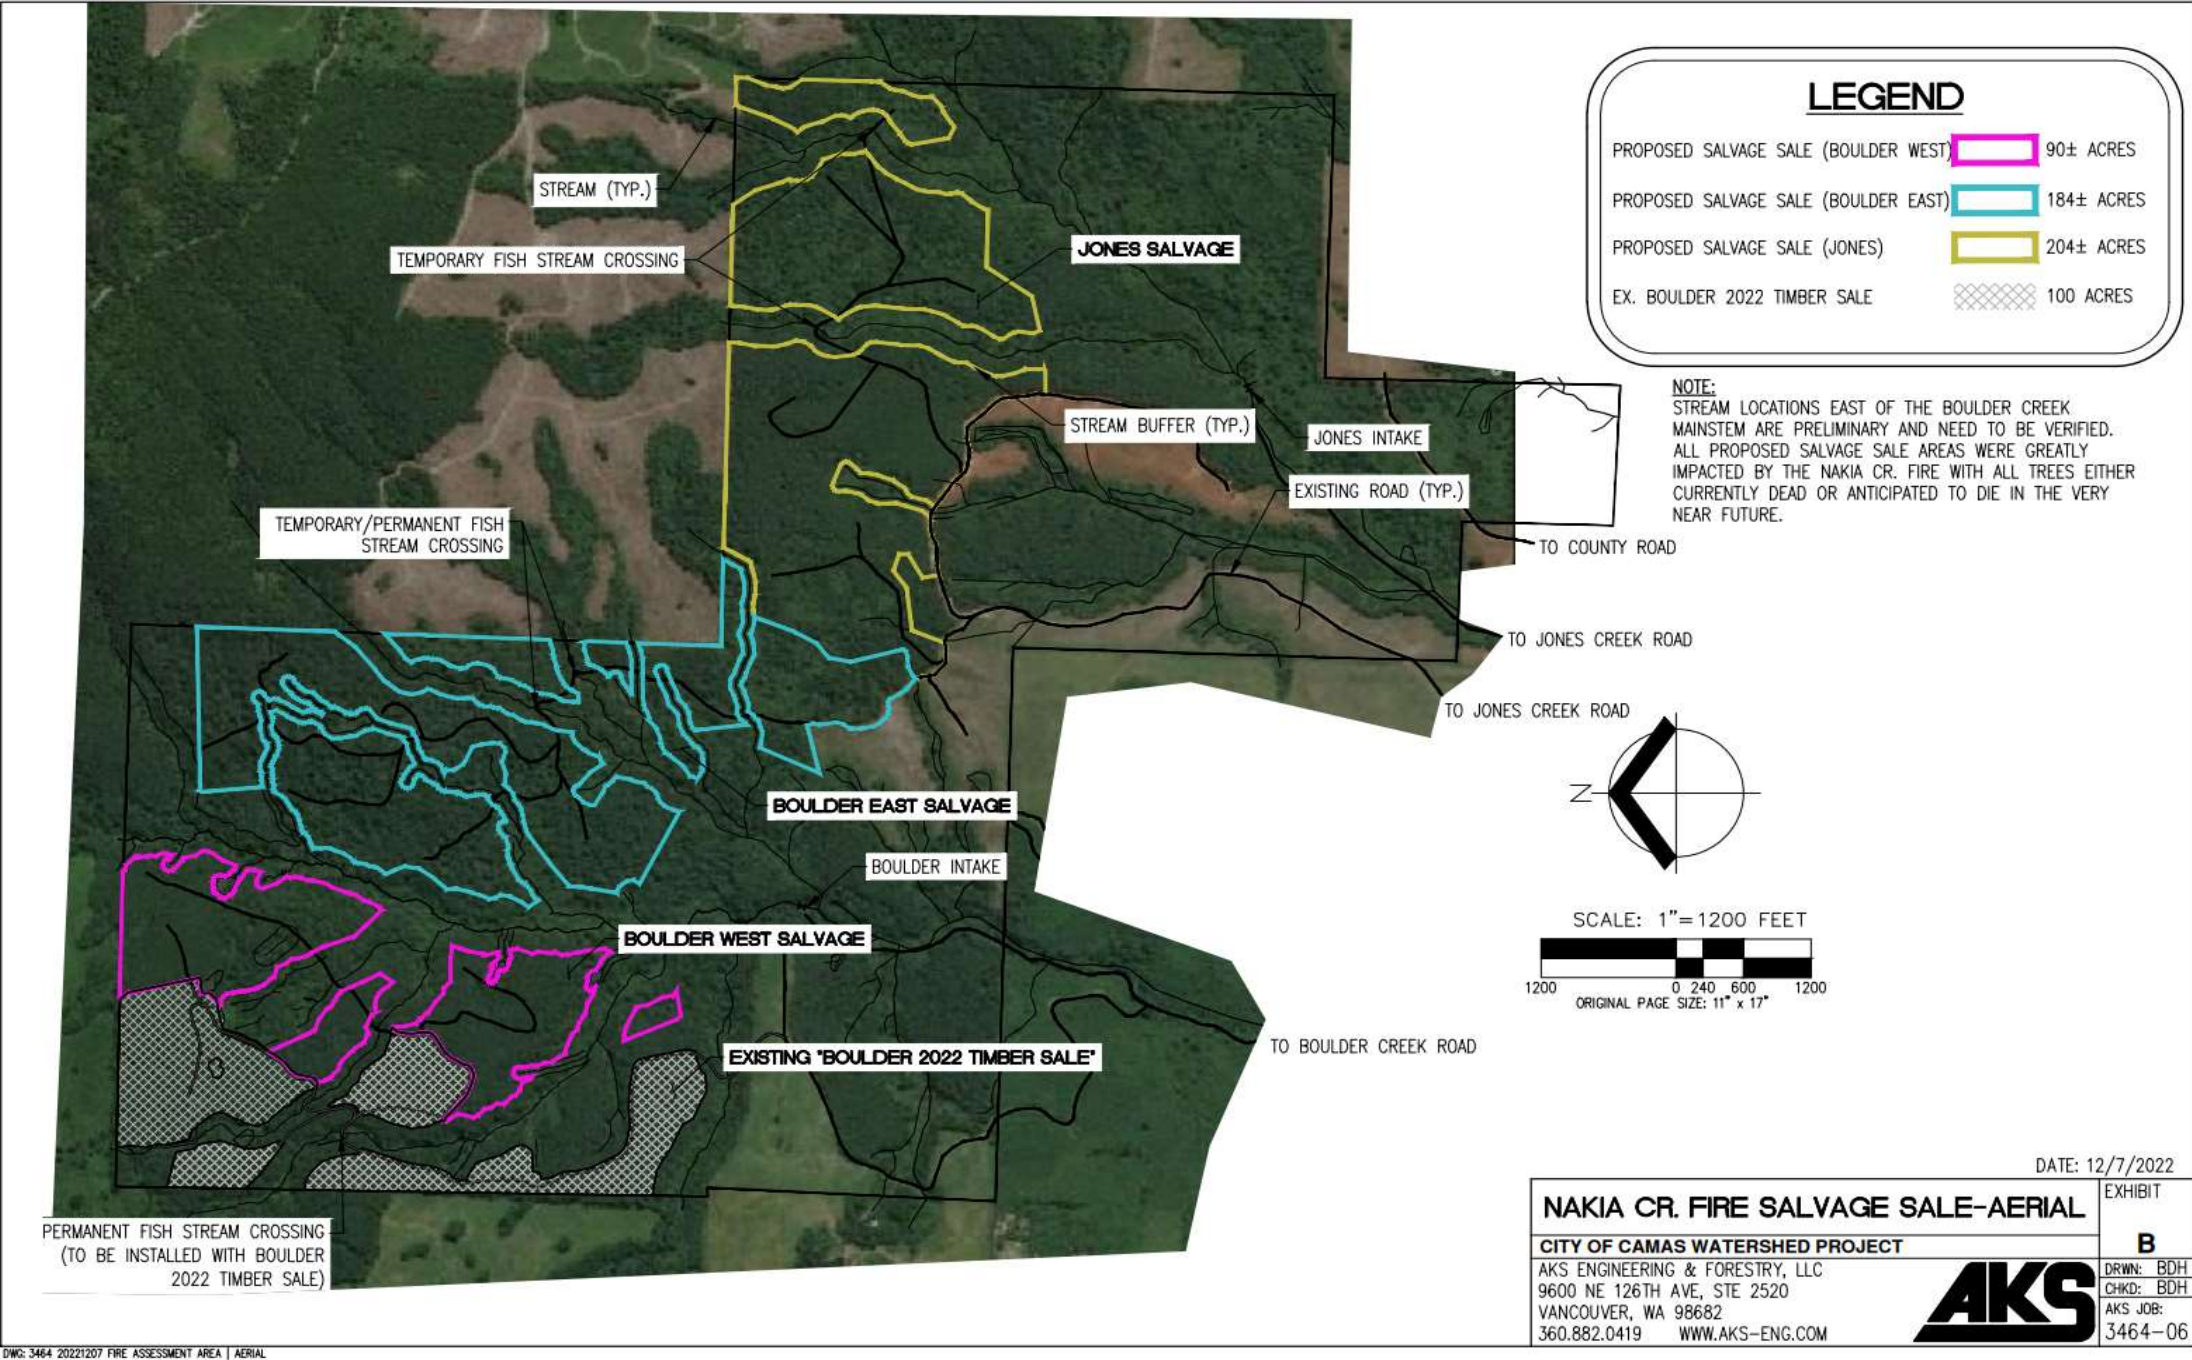 LEGEND
PROPOSED SALVAGE SALE (BOULDER WEST) 90± ACRES
PROPOSED SALVAGE SALE (BOULDER EAST) 184± ACRES
PROPOSED SALVAGE SALE (JONES) 204± ACRES
EX. BOULDER 2022 TIMBER SALE 100 ACRES
NOTE:
STREAM LOCATIONS EAST OF THE BOULDER CREEK
MAINSTEM ARE PRELIMINARY AND NEED TO BE VERIFIED.
ALL PROPOSED SALVAGE SALE AREAS WERE GREATLY
IMPACTED BY THE NAKIA CR. FIRE WITH ALL TREES EITHER
CURRENTLY DEAD OR ANTICIPATED TO DIE IN THE VERY
NEAR FUTURE.
STREAM (TYP.)
TEMPORARY FISH STREAM CROSSING
JONES SALVAGE
STREAM BUFFER (TYP.)
JONES INTAKE
EXISTING ROAD (TYP.)
TEMPORARY/PERMANENT FISH
STREAM CROSSING
TO COUNTY ROAD
TO JONES CREEK ROAD
TO JONES CREEK ROAD
BOULDER EAST SALVAGE
BOULDER INTAKE
BOULDER WEST SALVAGE
TO BOULDER CREEK ROAD
EXISTING "BOULDER 2022 TIMBER SALE"
PERMANENT FISH STREAM CROSSING
(TO BE INSTALLED WITH BOULDER
2022 TIMBER SALE)
Z
SCALE: 1"=1200 FEET
1200 0 240 600 1200
ORIGINAL PAGE SIZE: 11" x 17"
DATE: 12/7/2022
NAKIA CR. FIRE SALVAGE SALE-AERIAL
CITY OF CAMAS WATERSHED PROJECT
AKS ENGINEERING & FORESTRY, LLC
9600 NE 126TH AVE, STE 2520
VANCOUVER, WA 98682
360.882.0419 WWW.AKS-ENG.COM
AKS
EXHIBIT
B
DRWN: BDH
CHKD: BDH
AKS JOB:
3464-06
DWG: 3464 20221207 FIRE ASSESSMENT AREA | AERIAL